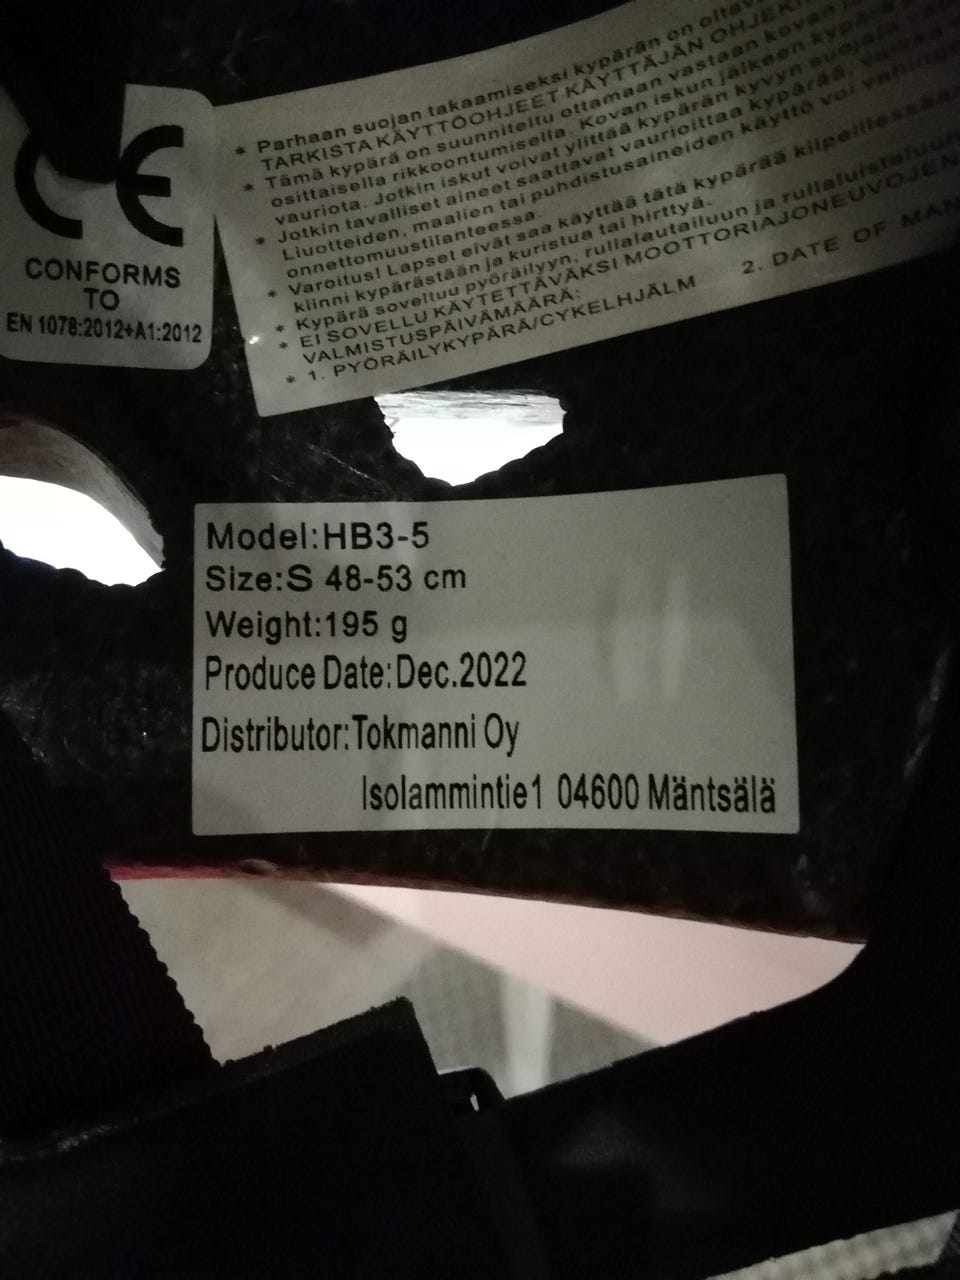 CE
CONFORMS
TO
EN 1078:2012+A1:2012
* Parhaan suojan takaamiseksi kypärän on oltava
TARKISTA KÄYTTÖOHJEET KÄYTTÄJÄN
* Tämä kypärä on suunniteltu ottamaan vastaan kovan
osittaisella rikkoontumisella. Kovan iskun jälkeen
vauriota. Jotkin iskut voivat ylittää kypärän kyvyn suojata
* Jotkin tavalliset aineet saattavat vaurioittaa kypärää,
Liuotteiden, maalien tai puhdistusaineiden käyttö voi
onnettomuustilanteessa.
* Varoitus! Lapset eivät saa käyttää tätä kypärää kiipeillessään
kiinni kypärästään ja kuristua tai hirttyä.
* Kypärä soveltuu pyöräilyyn, rullalautailuun ja rullaluisteluun
* EI SOVELLU KÄYTETTÄVÄKSI MOOTTORIAJONEUVOJEN
VALMISTUSPÄIVÄMÄÄRÄ:
* 1. PYÖRÄILYKYPÄRÄ/CYKELHJÄLM 2. DATE OF
Model:HB3-5
Size:S 48-53 cm
Weight:195 g
Produce Date:Dec.2022
Distributor:Tokmanni Oy
Isolammintie1 04600 Mäntsälä